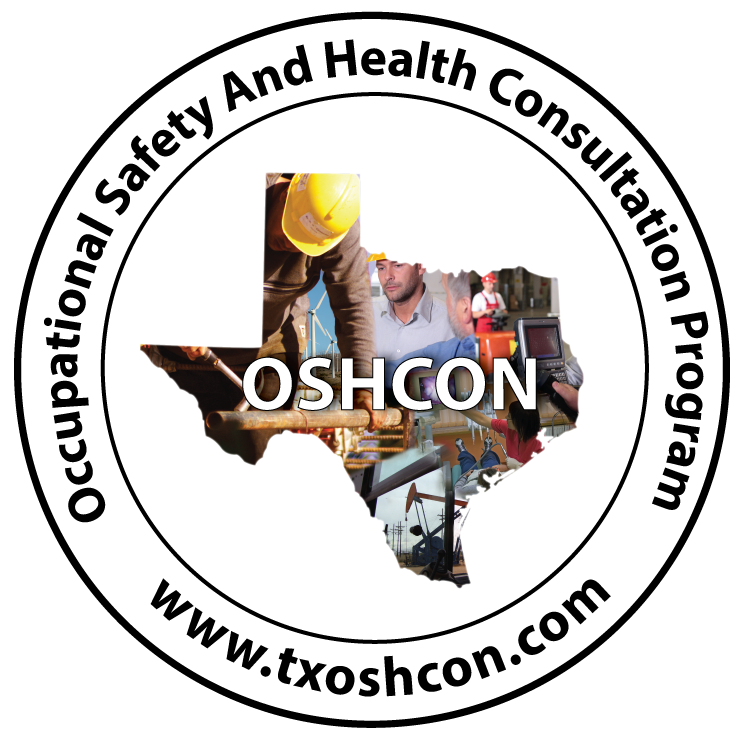 Occupational Safety And Health Consultation Program
OSHCON
www.txoshcon.com